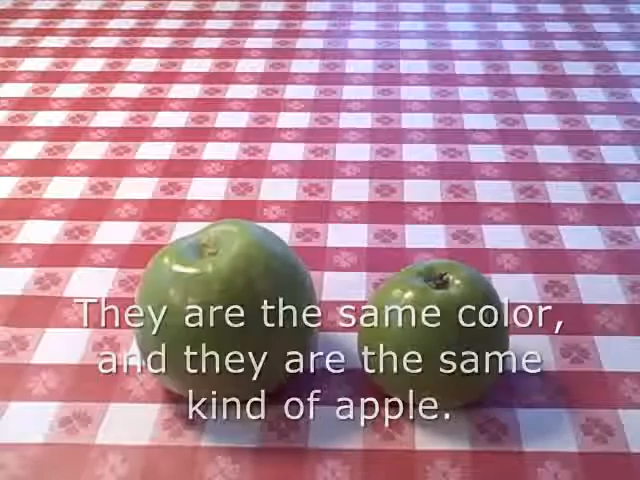 They are the same color,
and they are the same
kind of apple.